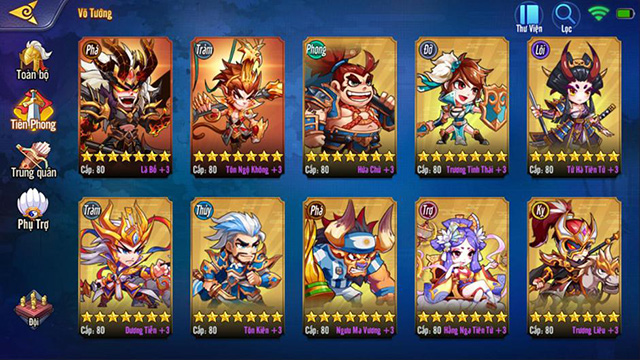 Võ Tướng
Thư Viện
Lọc
Toàn bộ
Tiên Phong
Trung quân
Phụ Trợ
Đội
Phá
Cấp: 80
Lã Bố +3
Trảm
Cấp: 80
Tôn Ngộ Không +3
Phong
Cấp: 80
Hứa Chử +3
Đỡ
Cấp: 80
Trương Tinh Thái +3
Lôi
Cấp: 80
Tử Hà Tiên Tử +3
Trảm
Cấp: 80
Dương Tiễn +3
Thủy
Cấp: 80
Tôn Kiên +3
Phá
Cấp: 80
Ngưu Ma Vương +3
Trợ
Cấp: 80
Hằng Nga Tiên Tử +3
Kỵ
Cấp: 80
Trương Liêu +3